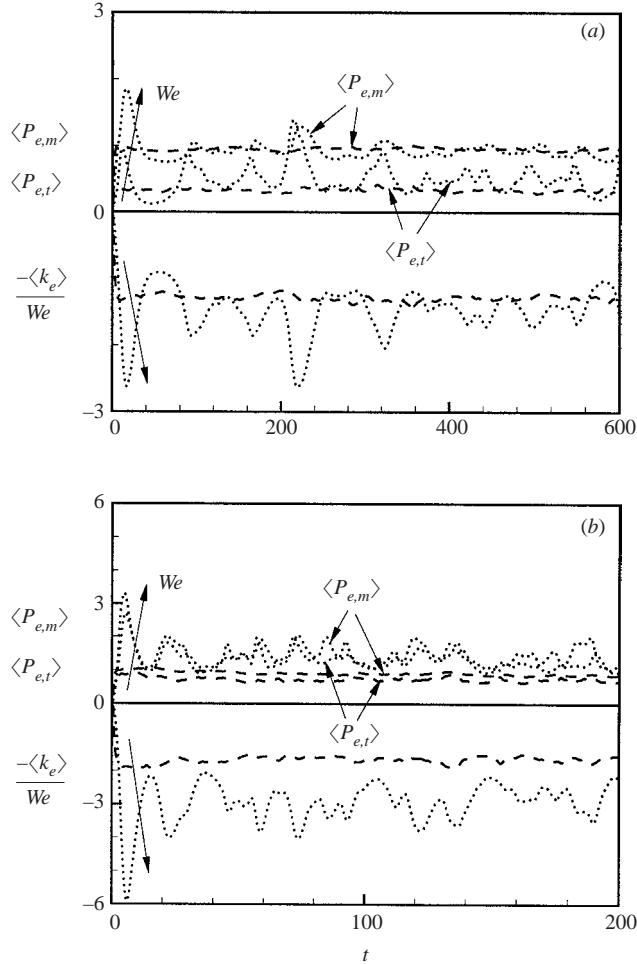 3
(a)
We
⟨P_{e,m}⟩
⟨P_{e,m}⟩
⟨P_{e,t}⟩
0
⟨P_{e,t}⟩
−⟨k_e⟩
We
−3
0
200
400
600
6
(b)
We
3
⟨P_{e,m}⟩
⟨P_{e,m}⟩
⟨P_{e,t}⟩
0
⟨P_{e,t}⟩
−⟨k_e⟩
We
−3
−6
0
100
200
t